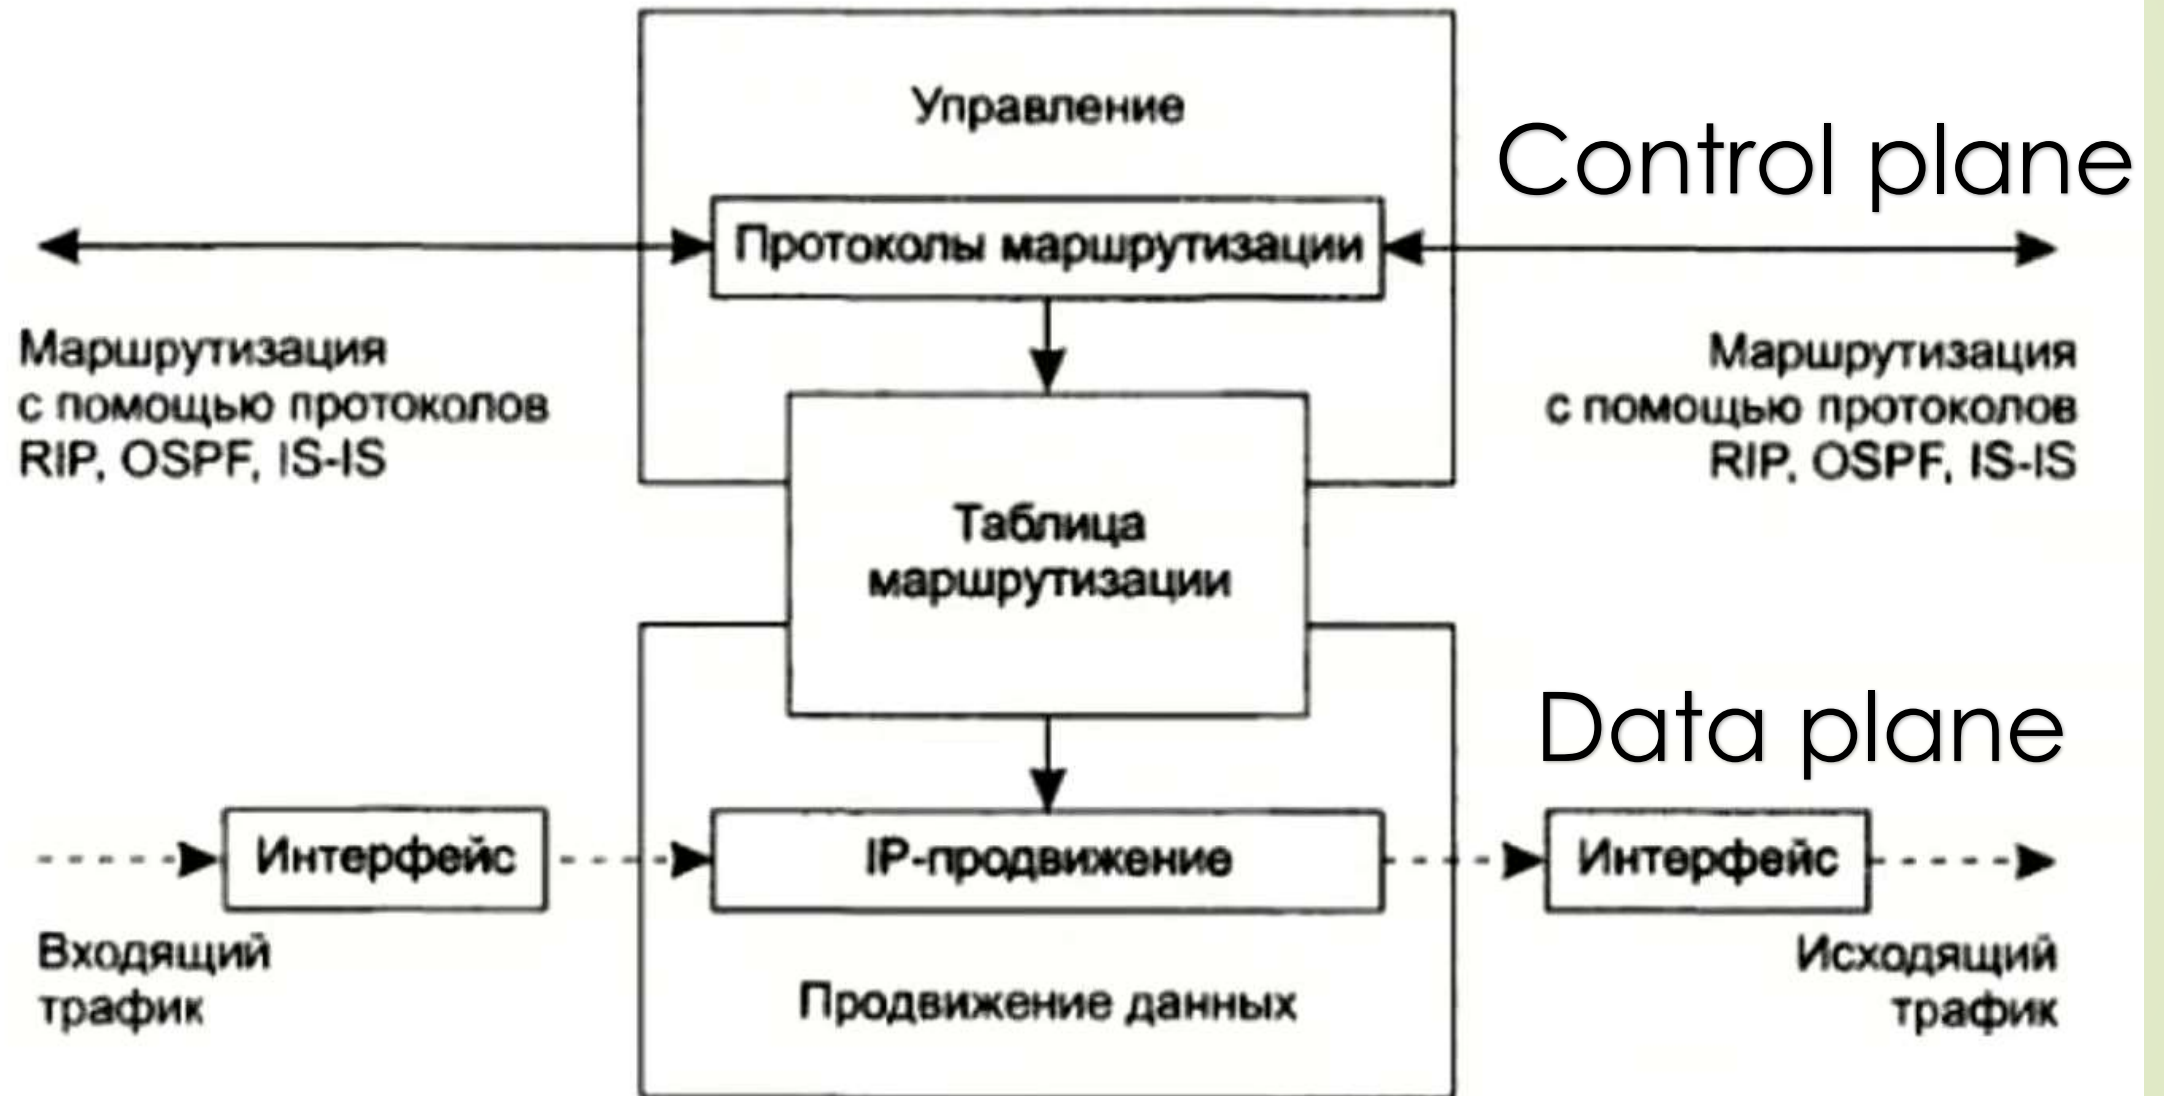 Управление
Control plane
Протоколы маршрутизации
Маршрутизация
с помощью протоколов
RIP, OSPF, IS-IS
Маршрутизация
с помощью протоколов
RIP, OSPF, IS-IS
Таблица
маршрутизации
Data plane
Интерфейс
IP-продвижение
Интерфейс
Входящий
трафик
Продвижение данных
Исходящий
трафик